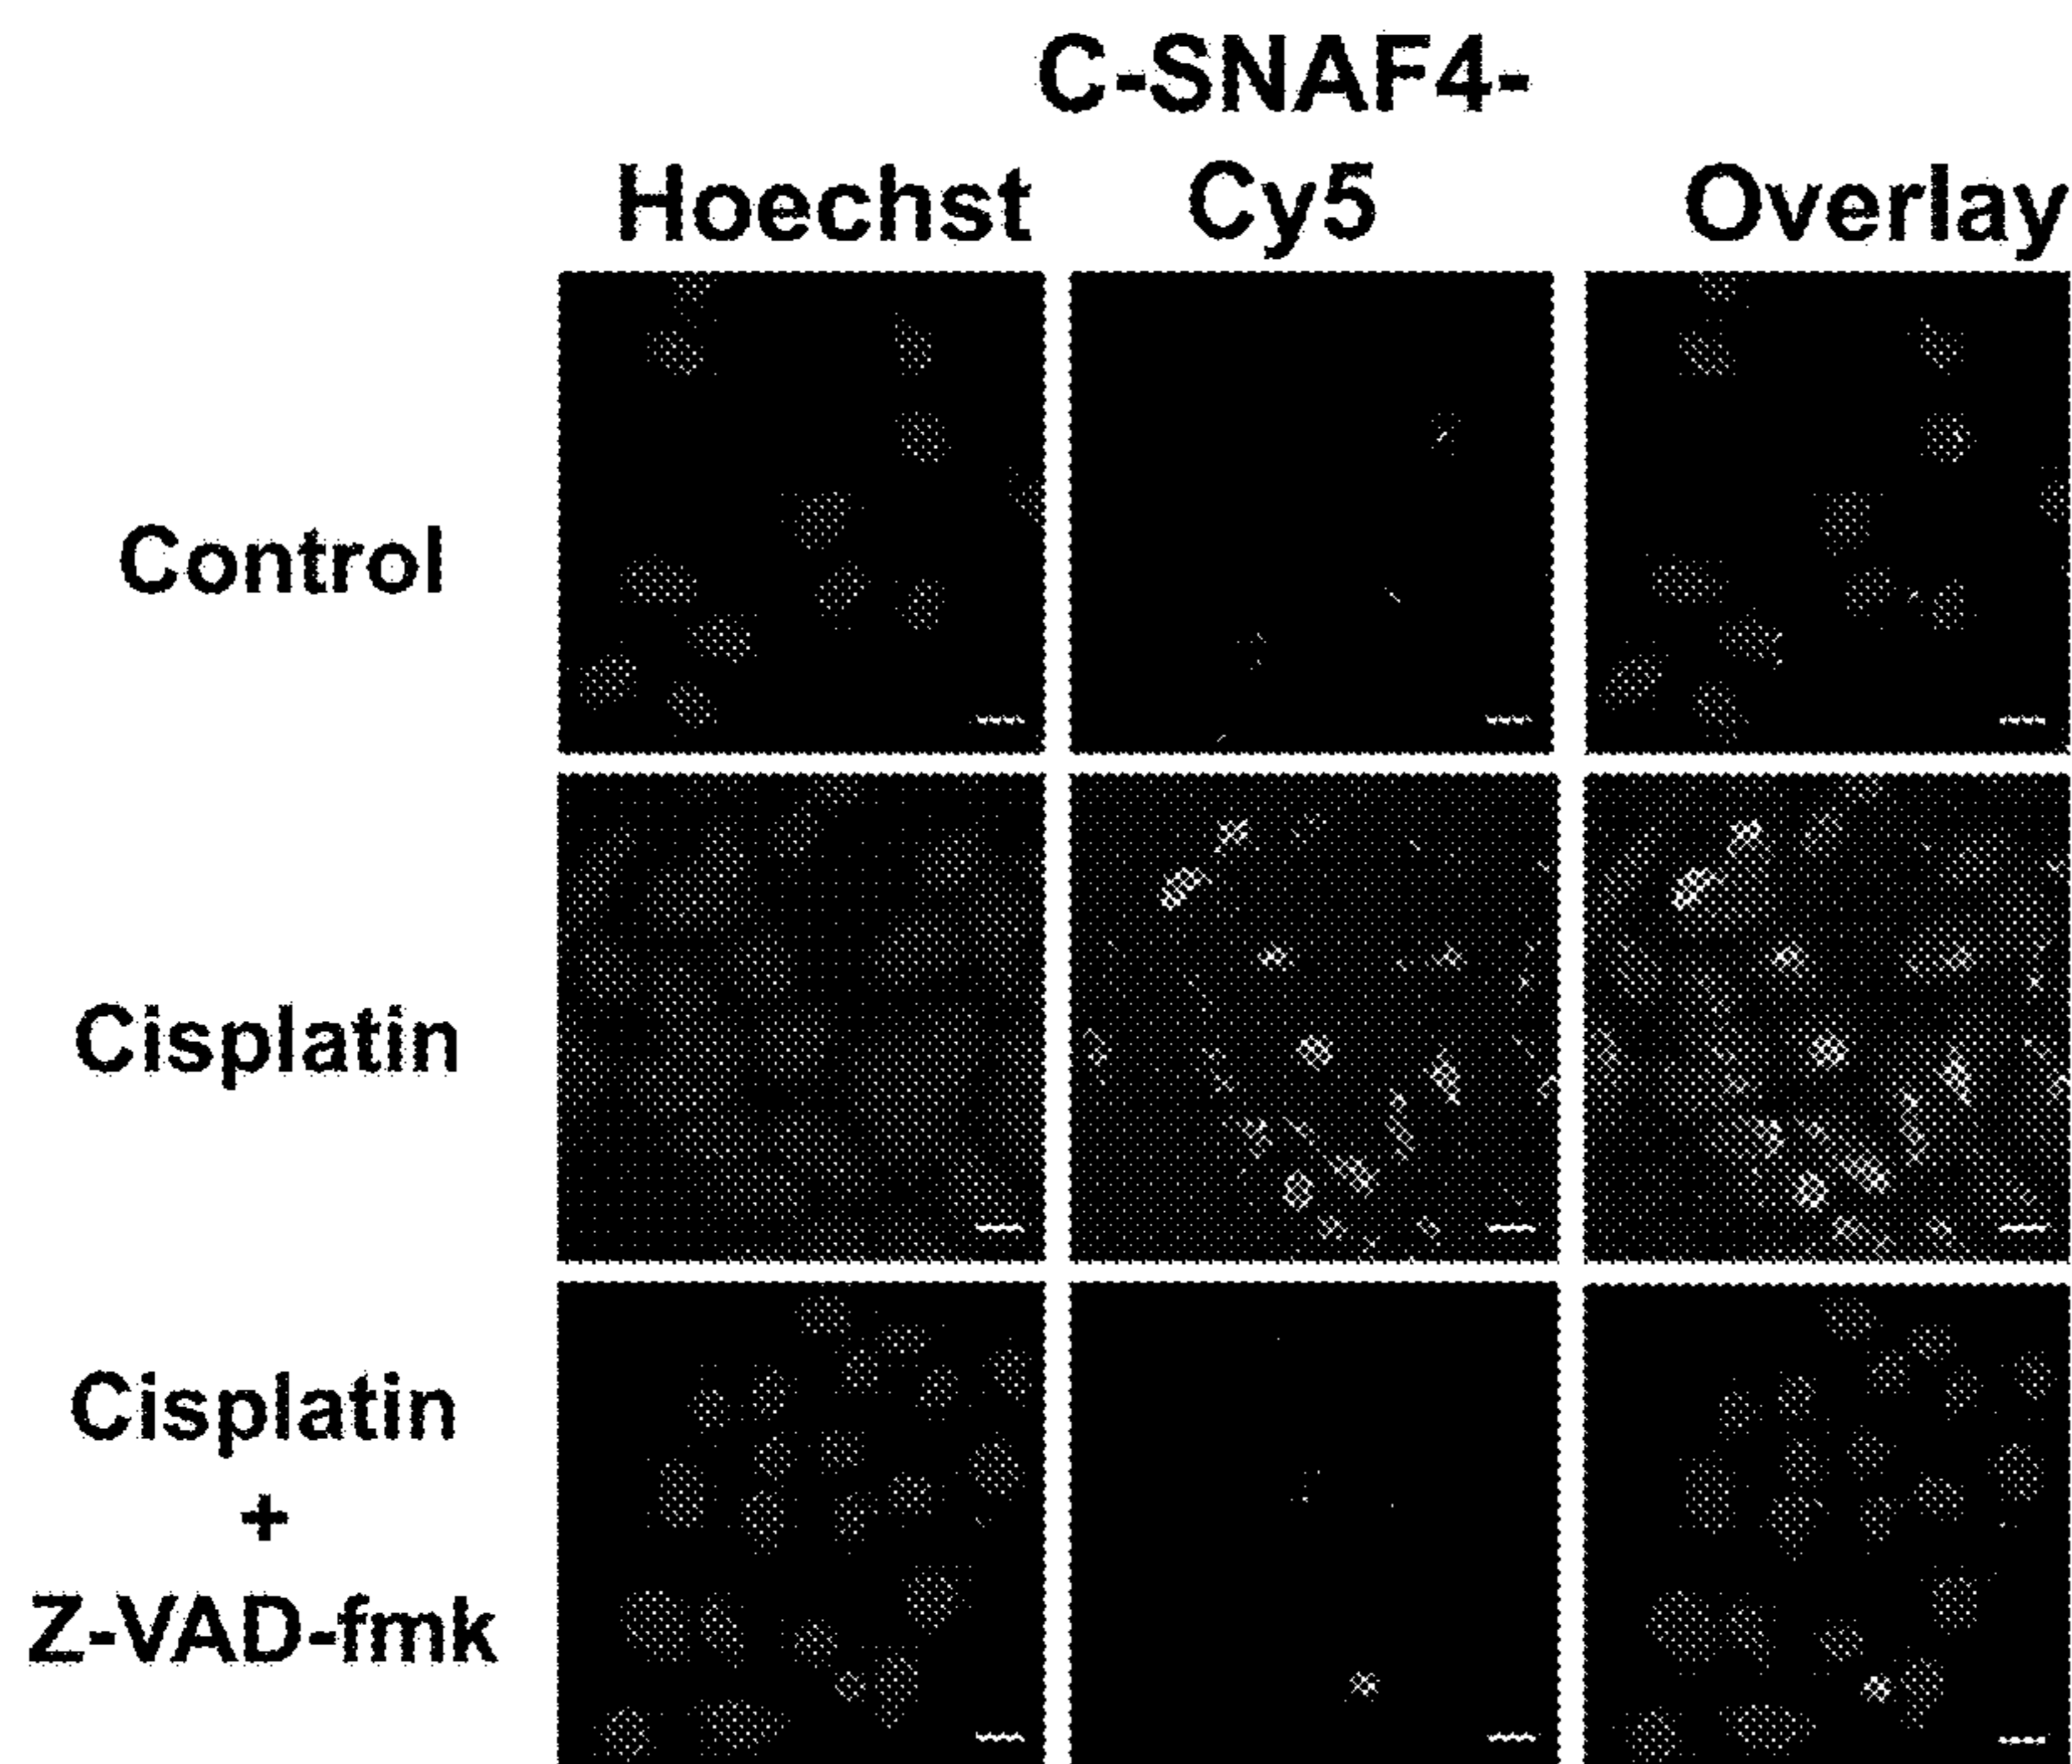 C-SNAF4-
Hoechst Cy5 Overlay
Control
Cisplatin
Cisplatin
+
Z-VAD-fmk